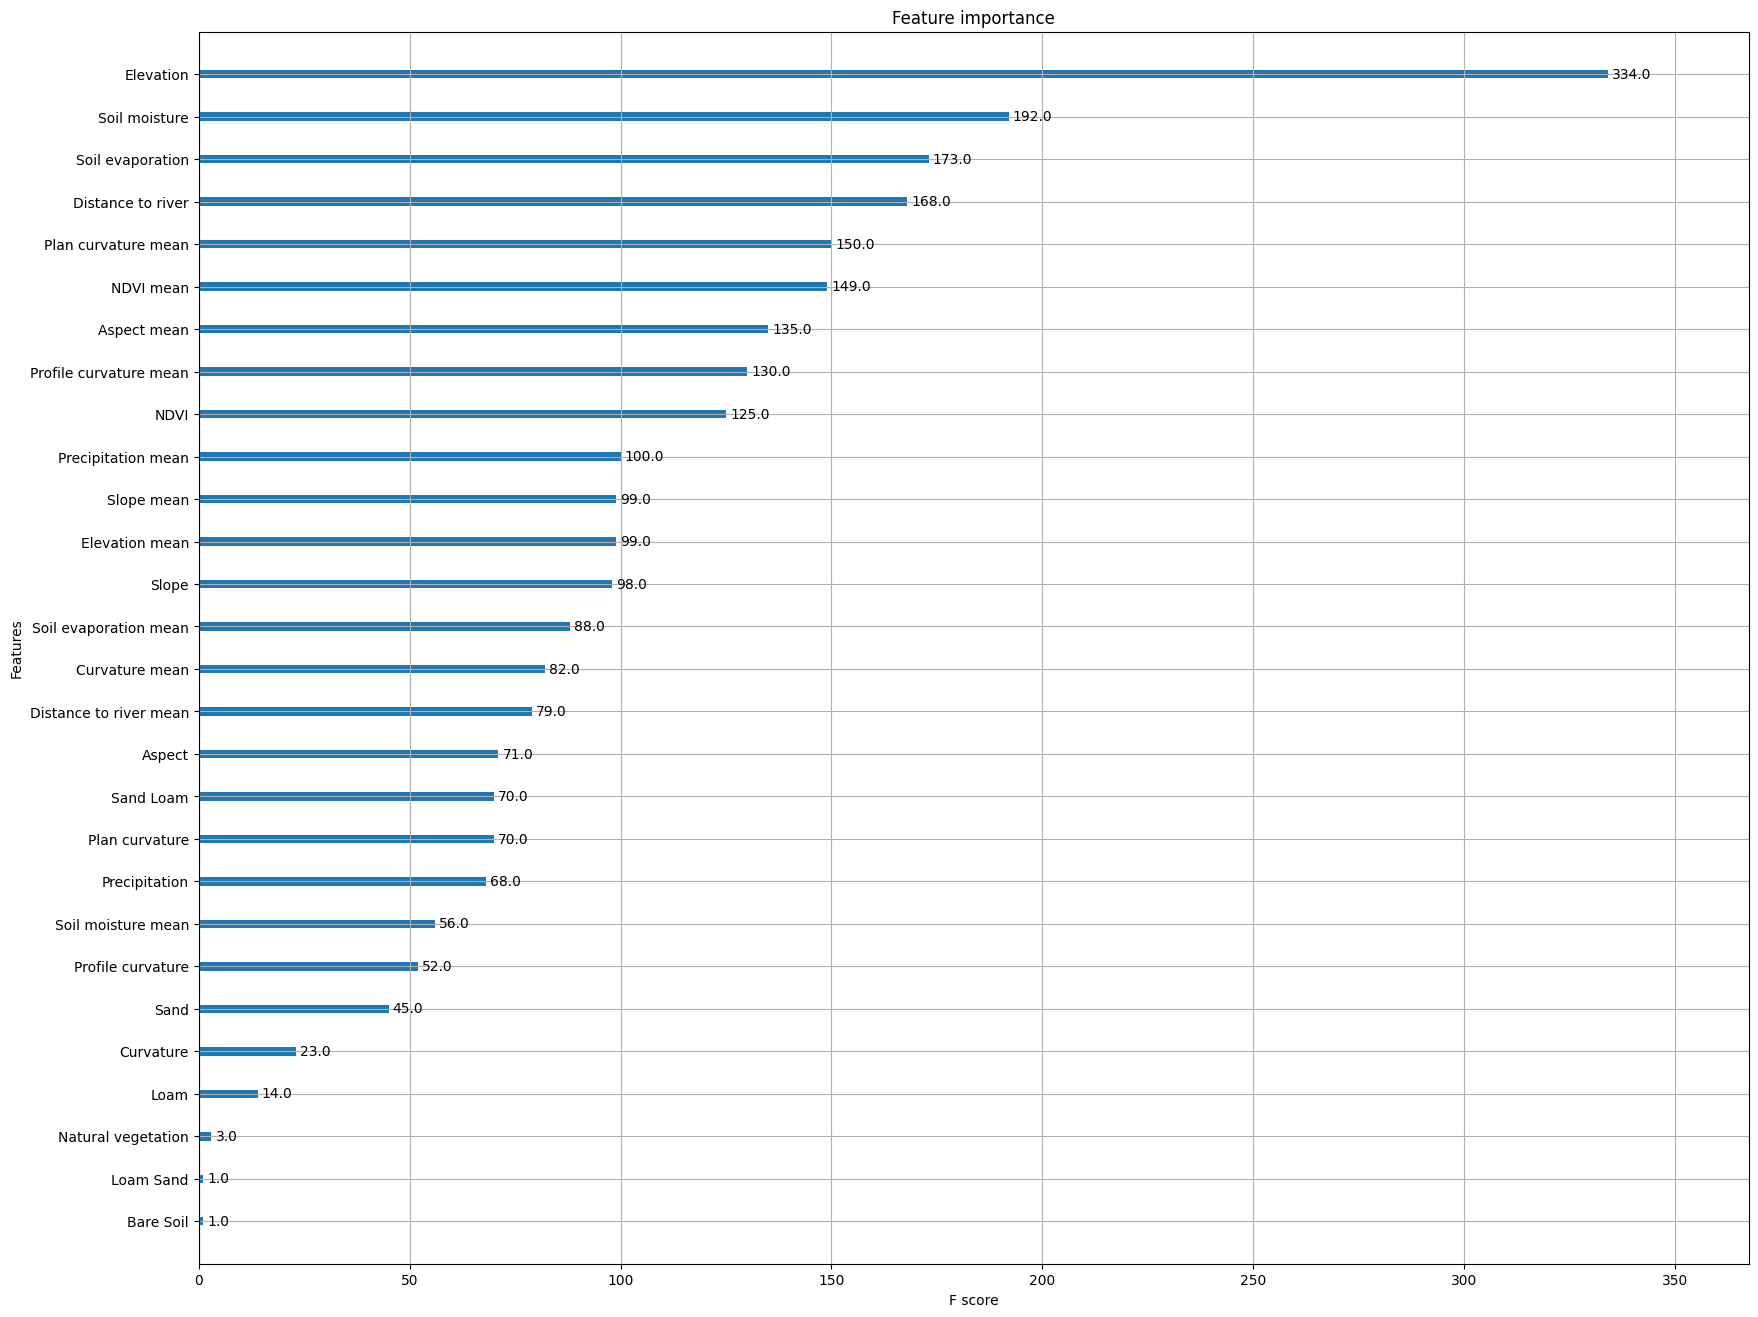 Feature importance
Elevation 334.0
Soil moisture 192.0
Soil evaporation 173.0
Distance to river 168.0
Plan curvature mean 150.0
NDVI mean 149.0
Aspect mean 135.0
Profile curvature mean 130.0
NDVI 125.0
Precipitation mean 100.0
Slope mean 99.0
Elevation mean 99.0
Slope 98.0
Soil evaporation mean 88.0
Curvature mean 82.0
Distance to river mean 79.0
Aspect 71.0
Sand Loam 70.0
Plan curvature 70.0
Precipitation 68.0
Soil moisture mean 56.0
Profile curvature 52.0
Sand 45.0
Curvature 23.0
Loam 14.0
Natural vegetation 3.0
Loam Sand 1.0
Bare Soil 1.0
Features
0 50 100 150 200 250 300 350
F score